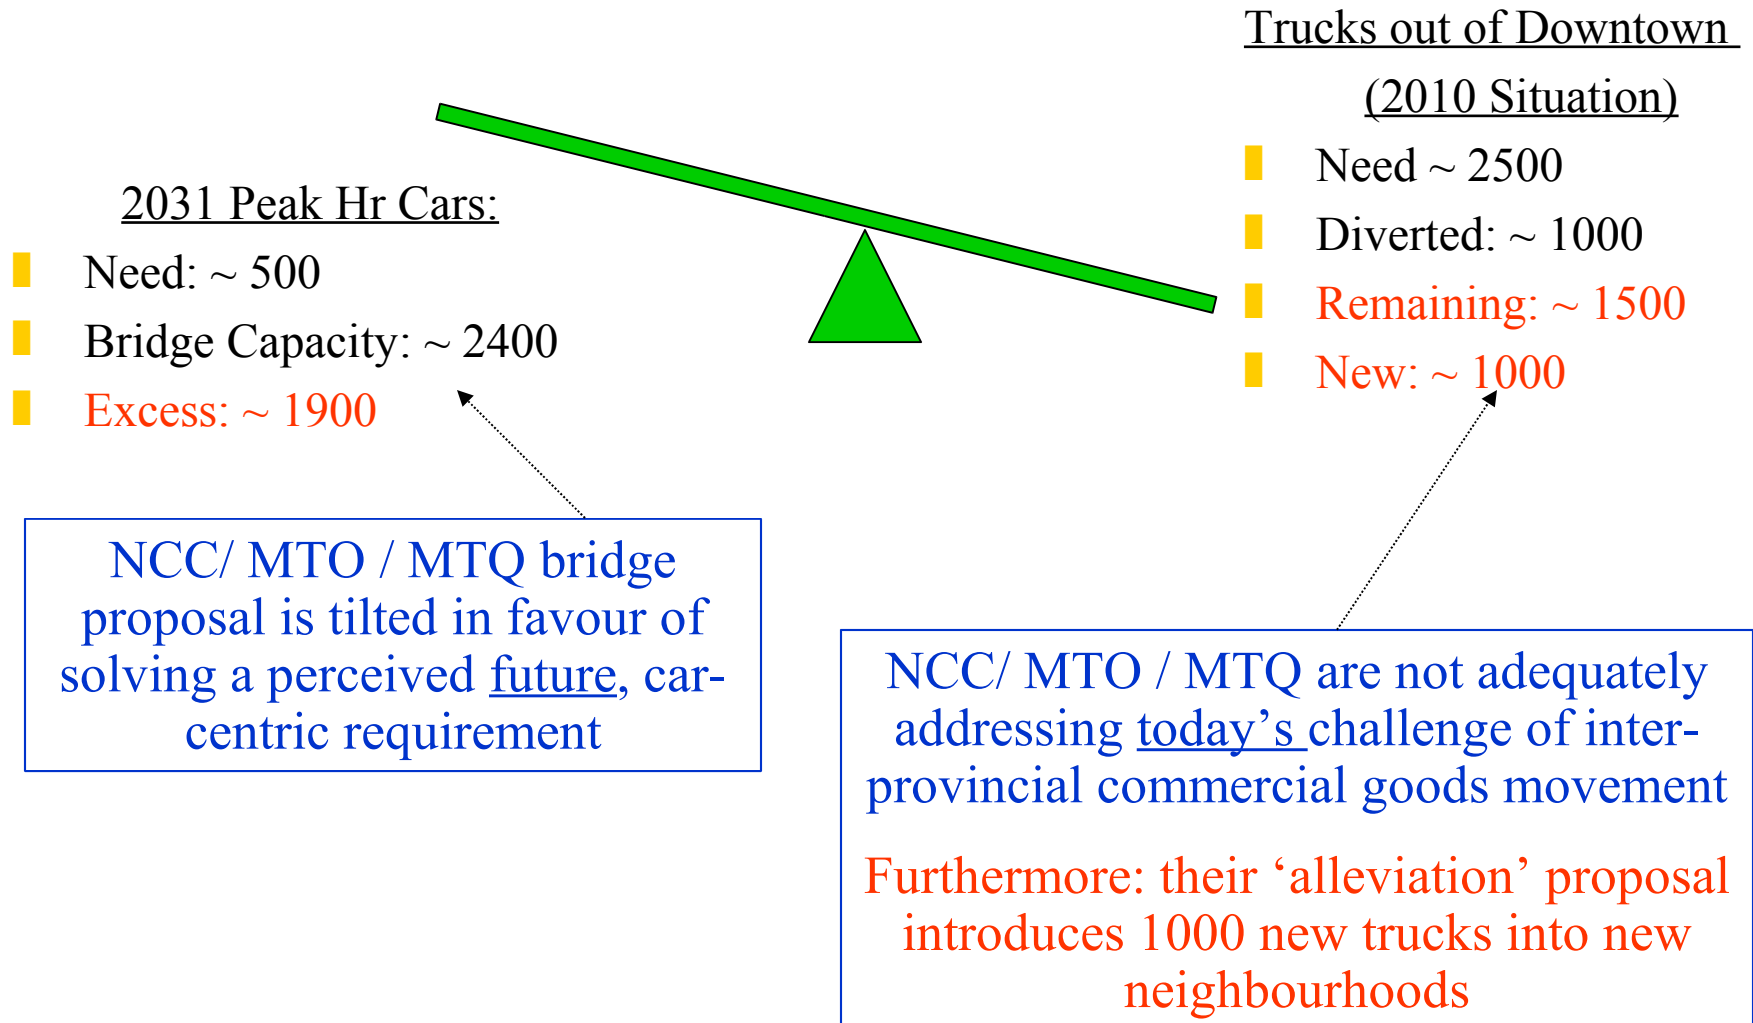 Trucks out of Downtown
(2010 Situation)
Need ~ 2500
Diverted: ~ 1000
Remaining: ~ 1500
New: ~ 1000
2031 Peak Hr Cars:
Need: ~ 500
Bridge Capacity: ~ 2400
Excess: ~ 1900
NCC/ MTO / MTQ bridge
proposal is tilted in favour of
solving a perceived future, car-
centric requirement
NCC/ MTO / MTQ are not adequately
addressing today’s challenge of inter-
provincial commercial goods movement
Furthermore: their ‘alleviation’ proposal
introduces 1000 new trucks into new
neighbourhoods